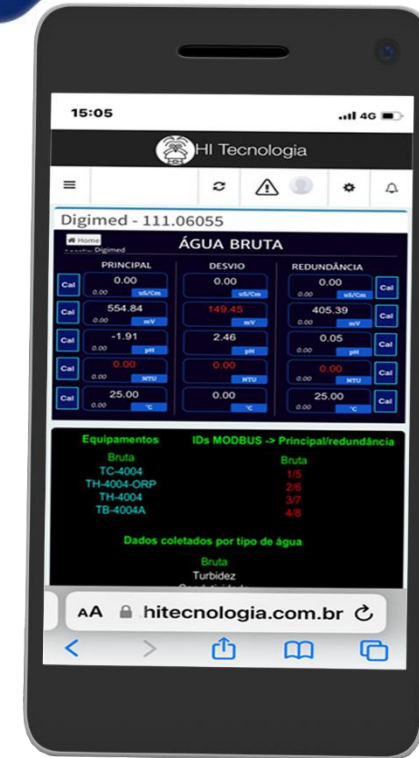 15:05
4G
HI Tecnologia
Digimed - 111.06055
Home
Digimed
ÁGUA BRUTA
PRINCIPAL DESVIO REDUNDÂNCIA
Cal 0.00 0.00 0.00 Cal
0.00 uS/Cm uS/Cm 0.00 uS/Cm
Cal 554.84 149.45 405.39 Cal
0.00 mV mV 0.00 mV
Cal -1.91 2.46 0.05 Cal
0.00 pH pH 0.00 pH
Cal 0.00 0.00 0.00 Cal
0.00 NTU NTU 0.00 NTU
Cal 25.00 0.00 25.00 Cal
0.00 °C °C 0.00 °C
Equipamentos IDs MODBUS -> Principal/redundância
Bruta Bruta
TC-4004 1/5
TH-4004-ORP 2/6
TH-4004 3/7
TB-4004A 4/8
Dados coletados por tipo de água
Bruta
Turbidez
AA hitecnologia.com.br